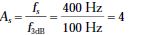 A_s = f_s / f_3dB = 400 Hz / 100 Hz = 4